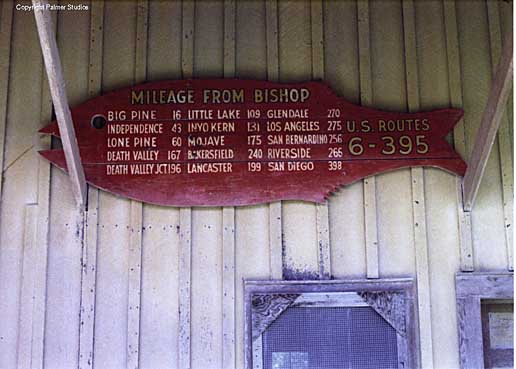 Copyright Palmer Studios
MILEAGE FROM BISHOP
BIG PINE 16 LITTLE LAKE 109 GLENDALE 270
INDEPENDENCE 43 INYO KERN 131 LOS ANGELES 275
LONE PINE 60 MOJAVE 175 SAN BERNARDINO 256
DEATH VALLEY 167 BAKERSFIELD 240 RIVERSIDE 266
DEATH VALLEY JCT 196 LANCASTER 199 SAN DIEGO 398
U.S. ROUTES
6-395